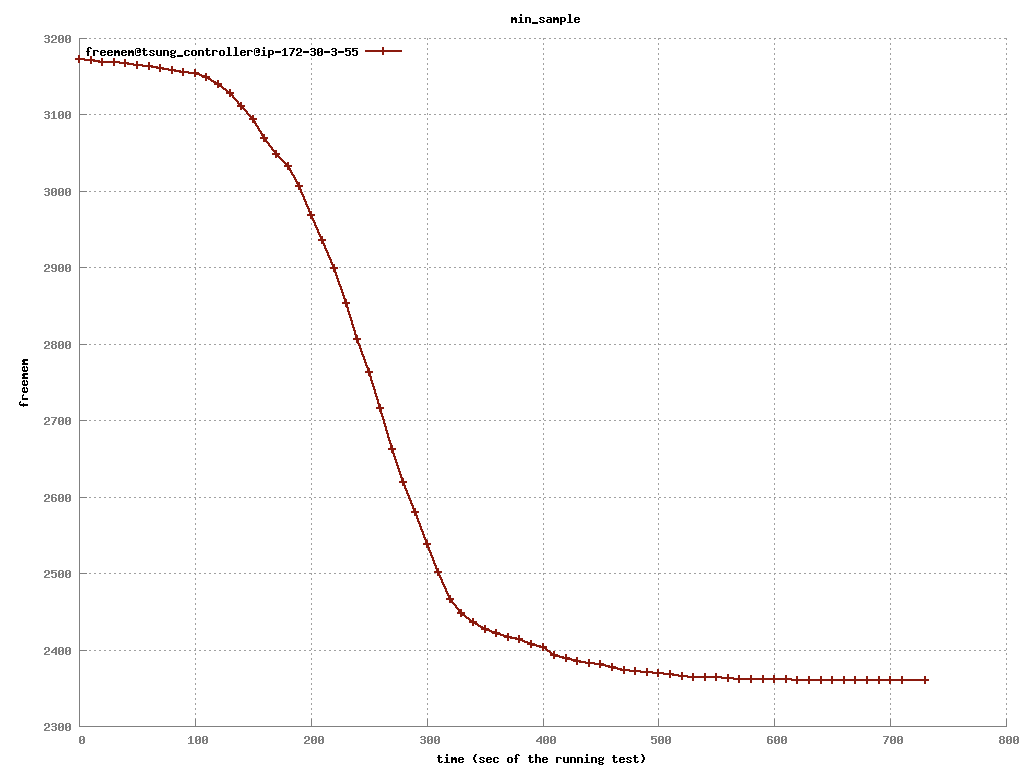 min_sample
freemem@tsung_controller@ip-172-30-3-55
3200
3100
3000
2900
2800
2700
2600
2500
2400
2300
freemem
0 100 200 300 400 500 600 700 800
time (sec of the running test)